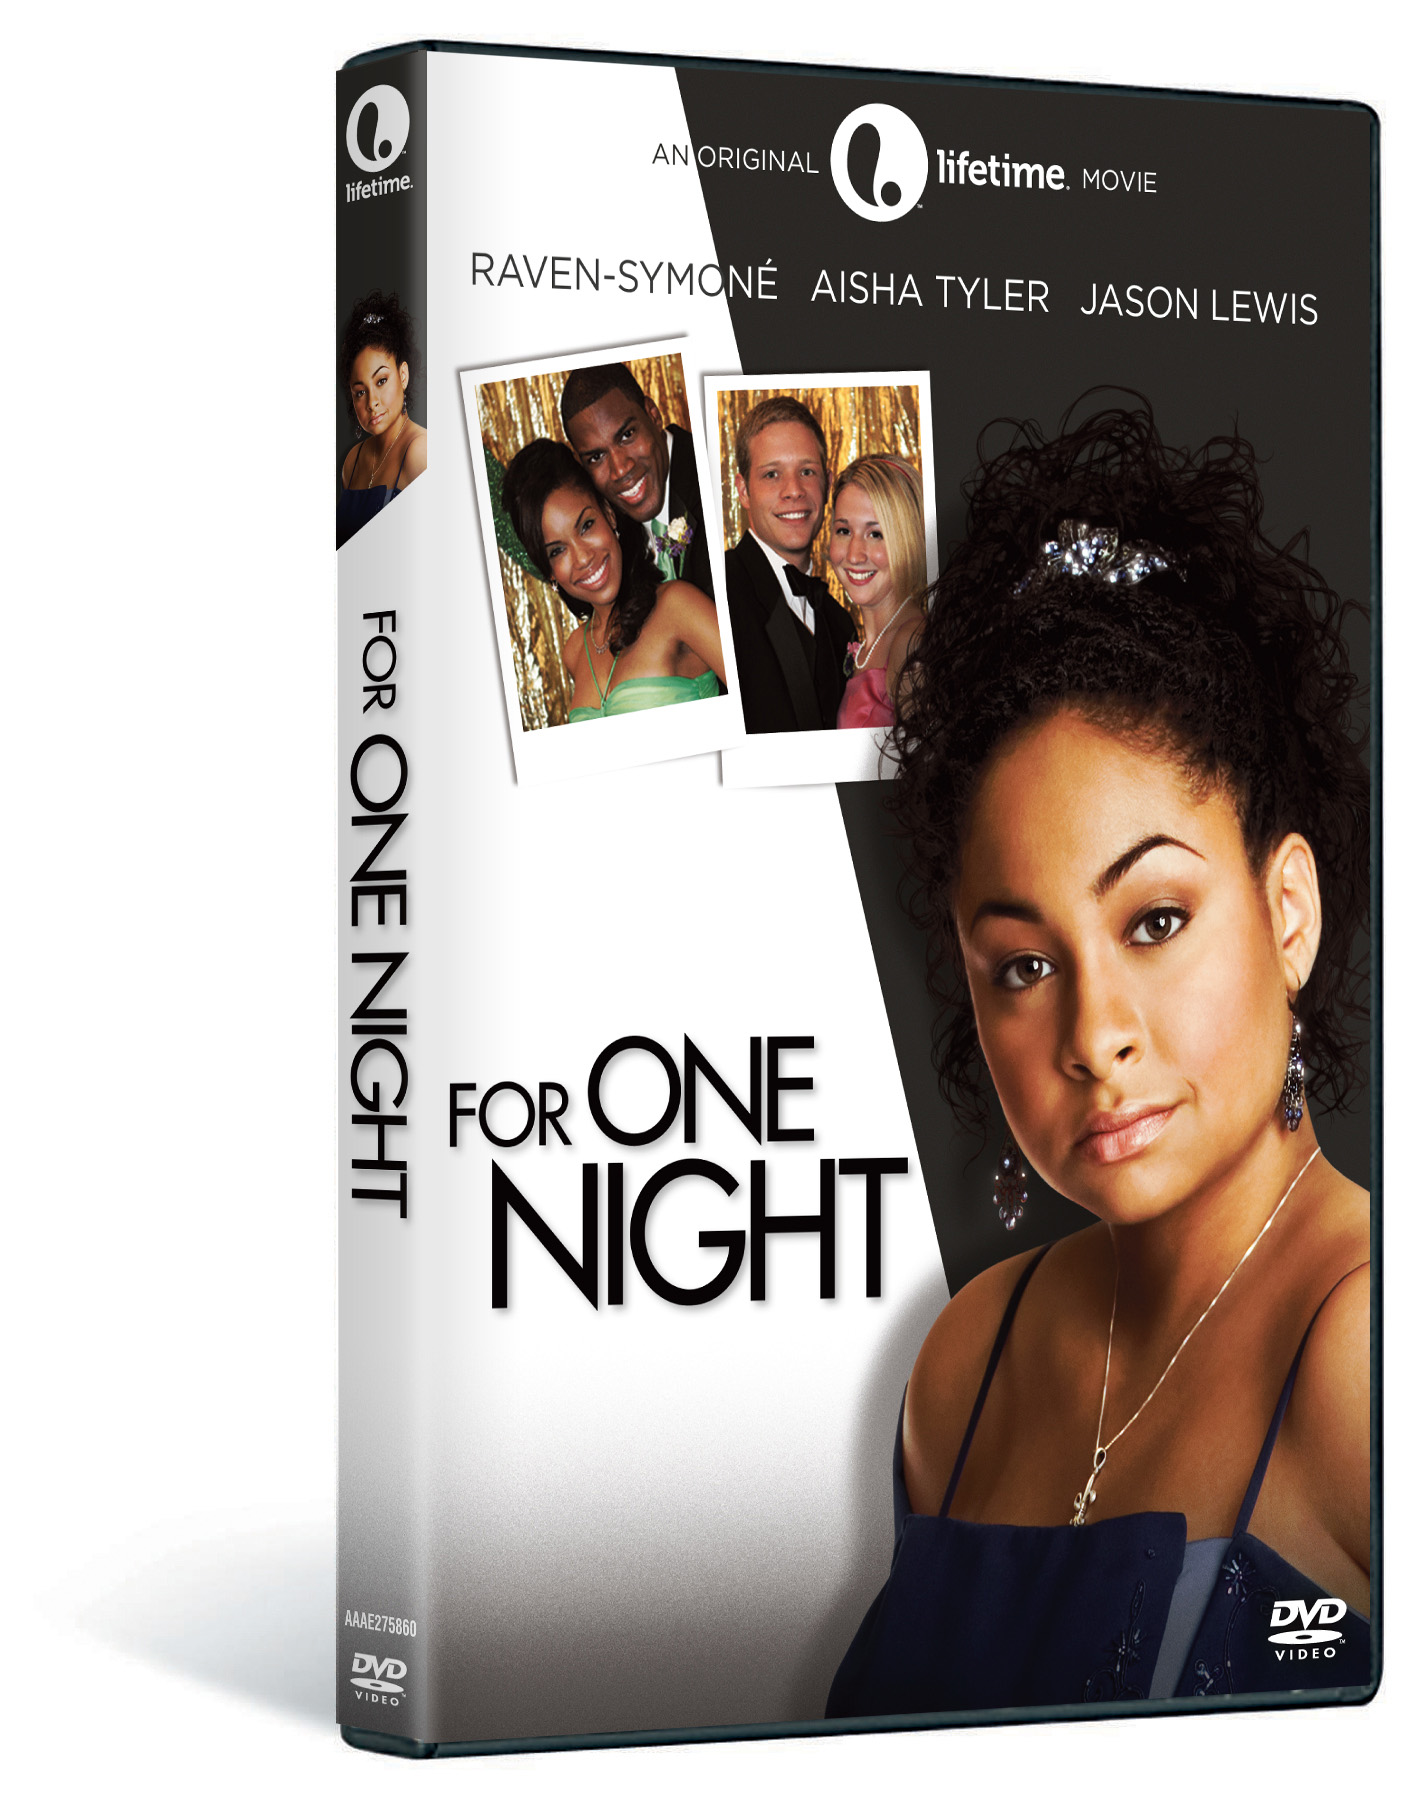 lifetime.
FOR ONE NIGHT
AAAE275860
DVD
VIDEO
AN ORIGINAL lifetime. MOVIE
RAVEN-SYMONÉ AISHA TYLER JASON LEWIS
FOR ONE
NIGHT
DVD
VIDEO